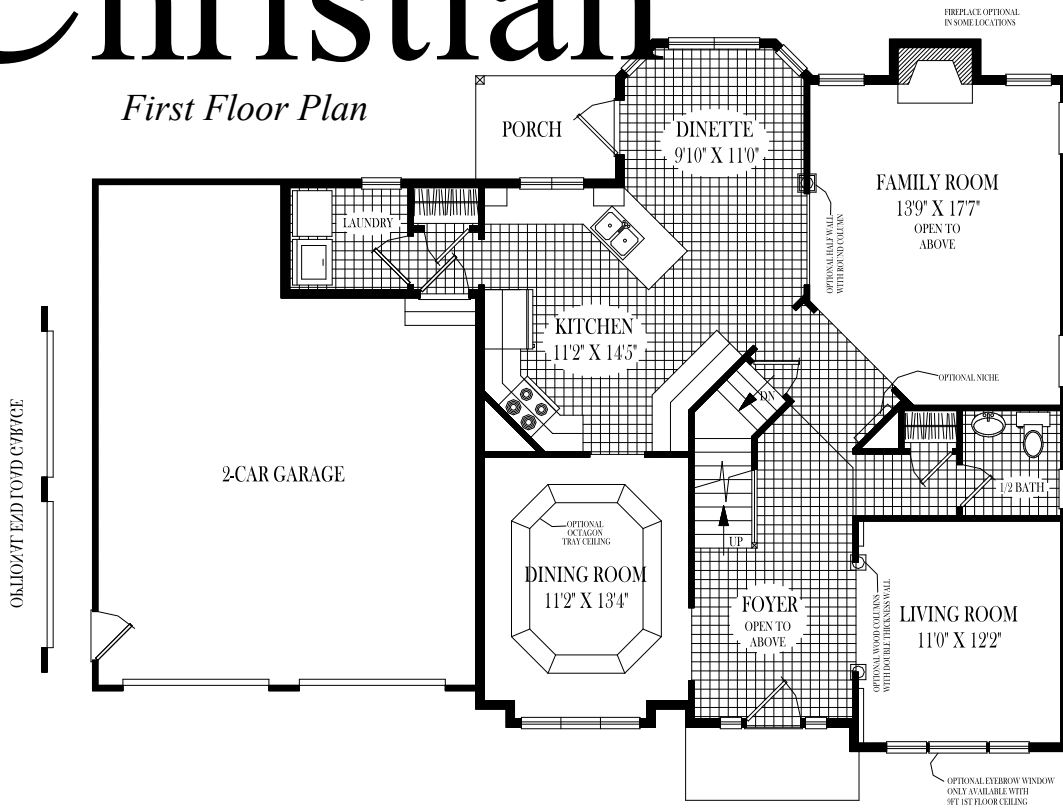 Christian
First Floor Plan
FIREPLACE OPTIONAL
IN SOME LOCATIONS
PORCH
DINETTE
9'10" X 11'0"
FAMILY ROOM
13'9" X 17'7"
OPEN TO
ABOVE
LAUNDRY
OPTIONAL HALF WALL
WITH ROUND COLUMN
KITCHEN
11'2" X 14'5"
OPTIONAL NICHE
DN
2-CAR GARAGE
OPTIONAL END LOAD GARAGE
1/2 BATH
OPTIONAL
OCTAGON
TRAY CEILING
UP
DINING ROOM
11'2" X 13'4"
FOYER
OPEN TO
ABOVE
OPTIONAL WOOD COLUMNS
WITH DOUBLE THICKNESS WALL
LIVING ROOM
11'0" X 12'2"
OPTIONAL EYEBROW WINDOW
ONLY AVAILABLE WITH
9FT 1ST FLOOR CEILING